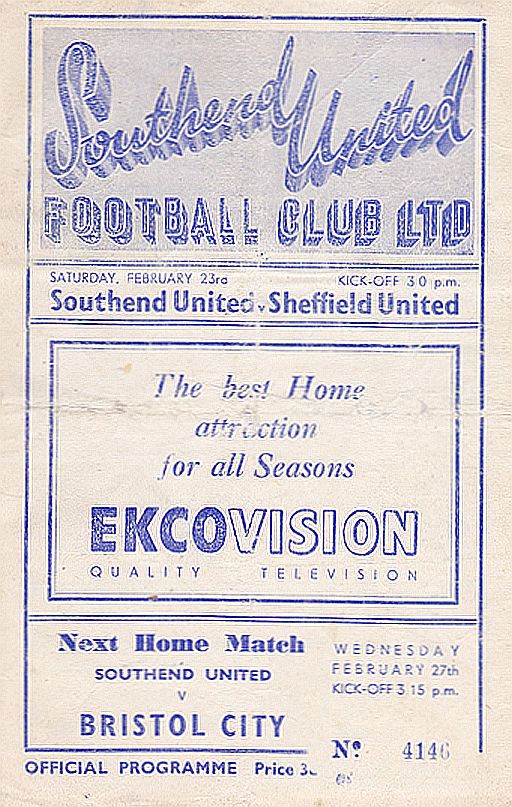 Southend United
FOOTBALL CLUB LTD
SATURDAY, FEBRUARY 23rd KICK-OFF 3 0 p.m.
Southend United v. Sheffield United
The best Home
attraction
for all Seasons
EKCOVISION
QUALITY TELEVISION
Next Home Match
SOUTHEND UNITED
v
BRISTOL CITY
WEDNESDAY
FEBRUARY 27th
KICK-OFF 3 15 p.m.
Nº 4146
OFFICIAL PROGRAMME Price